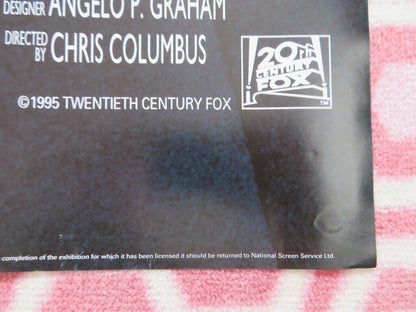 DESIGNER ANGELO P. GRAHAM
DIRECTED BY CHRIS COLUMBUS
20TH CENTURY FOX
TM
©1995 TWENTIETH CENTURY FOX
completion of the exhibition for which it has been licensed it should be returned to National Screen Service Ltd.